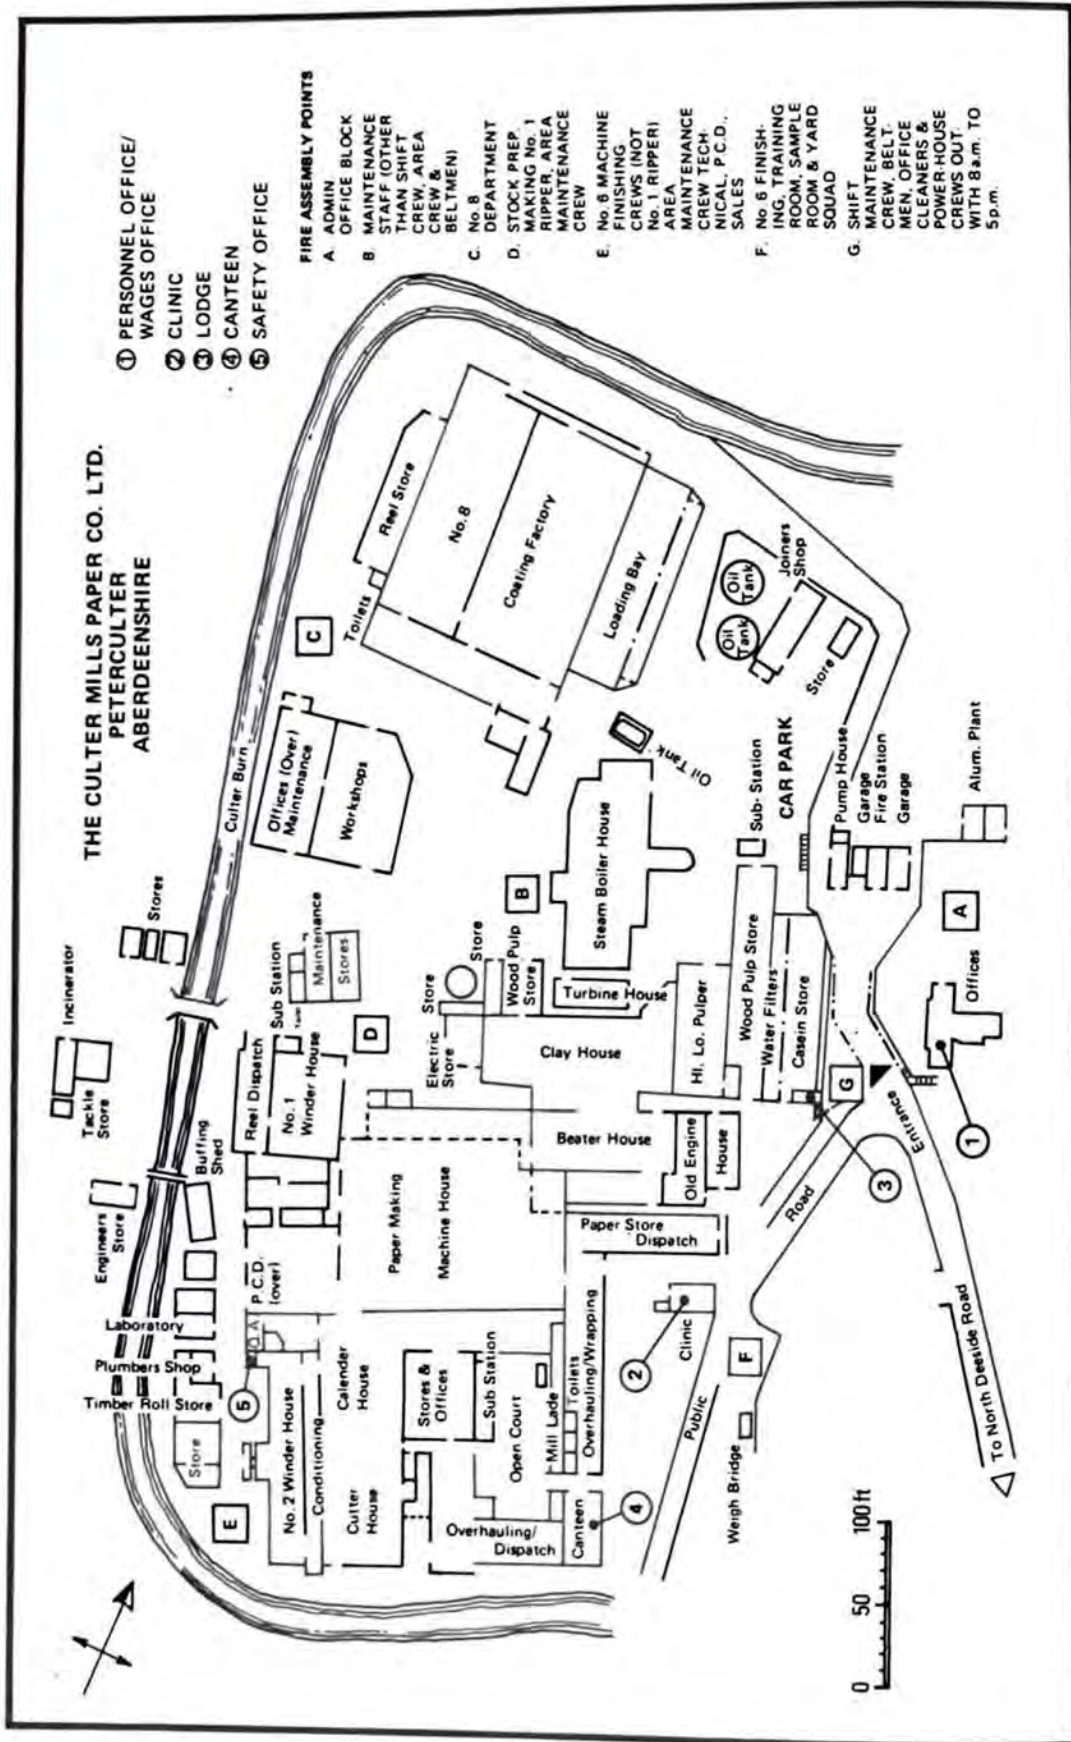 THE CULTER MILLS PAPER CO. LTD.
PETERCULTER
ABERDEENSHIRE
① PERSONNEL OFFICE/
WAGES OFFICE
② CLINIC
③ LODGE
④ CANTEEN
⑤ SAFETY OFFICE
FIRE ASSEMBLY POINTS
A. ADMIN
OFFICE BLOCK
B. MAINTENANCE
STAFF (OTHER
THAN SHIFT
CREW, AREA
CREW &
BELTMEN)
C. No. 8
DEPARTMENT
D. STOCK PREP.
MAKING No. 1
RIPPER, AREA
MAINTENANCE
CREW
E. No. 6 MACHINE
FINISHING
CREWS (NOT
No. 1 RIPPER)
AREA
MAINTENANCE
CREW TECH-
NICAL, P.C.D.,
SALES
F. No 6 FINISH-
ING, TRAINING
ROOM, SAMPLE
ROOM & YARD
SQUAD
G. SHIFT
MAINTENANCE
CREW, BELT-
MEN, OFFICE
CLEANERS &
POWER-HOUSE
CREWS OUT-
WITH 8a.m. TO
5p.m.
Incinerator
Tackle
Store
Stores
Engineers
Store
Buffing
Shed
Laboratory
Plumbers Shop
Timber Roll Store
Store
Culter Burn
E
5
Q.A.
P.C.D.
(over)
Reel Dispatch
No. 1
Winder House
Sub Station
Toilet
Maintenance
Stores
D
Offices (Over)
Maintenance
Workshops
C
Toilets
Reel Store
No. 8
Coating Factory
Loading Bay
No. 2 Winder House
Conditioning
Cutter
House
Calender
House
Paper Making
Machine House
Electric
Store
Store
Store
Wood Pulp
Store
B
Steam Boiler House
Oil Tank
Oil
Tank
Oil
Tank
Joiners
Shop
Store
Stores &
Offices
Sub Station
Open Court
Mill Lade
Toilets
Overhauling/Wrapping
Overhauling/
Dispatch
Canteen
4
Clay House
Turbine House
Beater House
Hi. Lo. Pulper
Old Engine
House
Paper Store
Dispatch
Wood Pulp Store
Water Filters
Casein Store
Sub-Station
CAR PARK
Pump House
Garage
Fire Station
Garage
Alum. Plant
2
Clinic
Public
Road
F
Weigh Bridge
G
3
Entrance
A
Offices
1
To North Deeside Road
0
50
100 ft